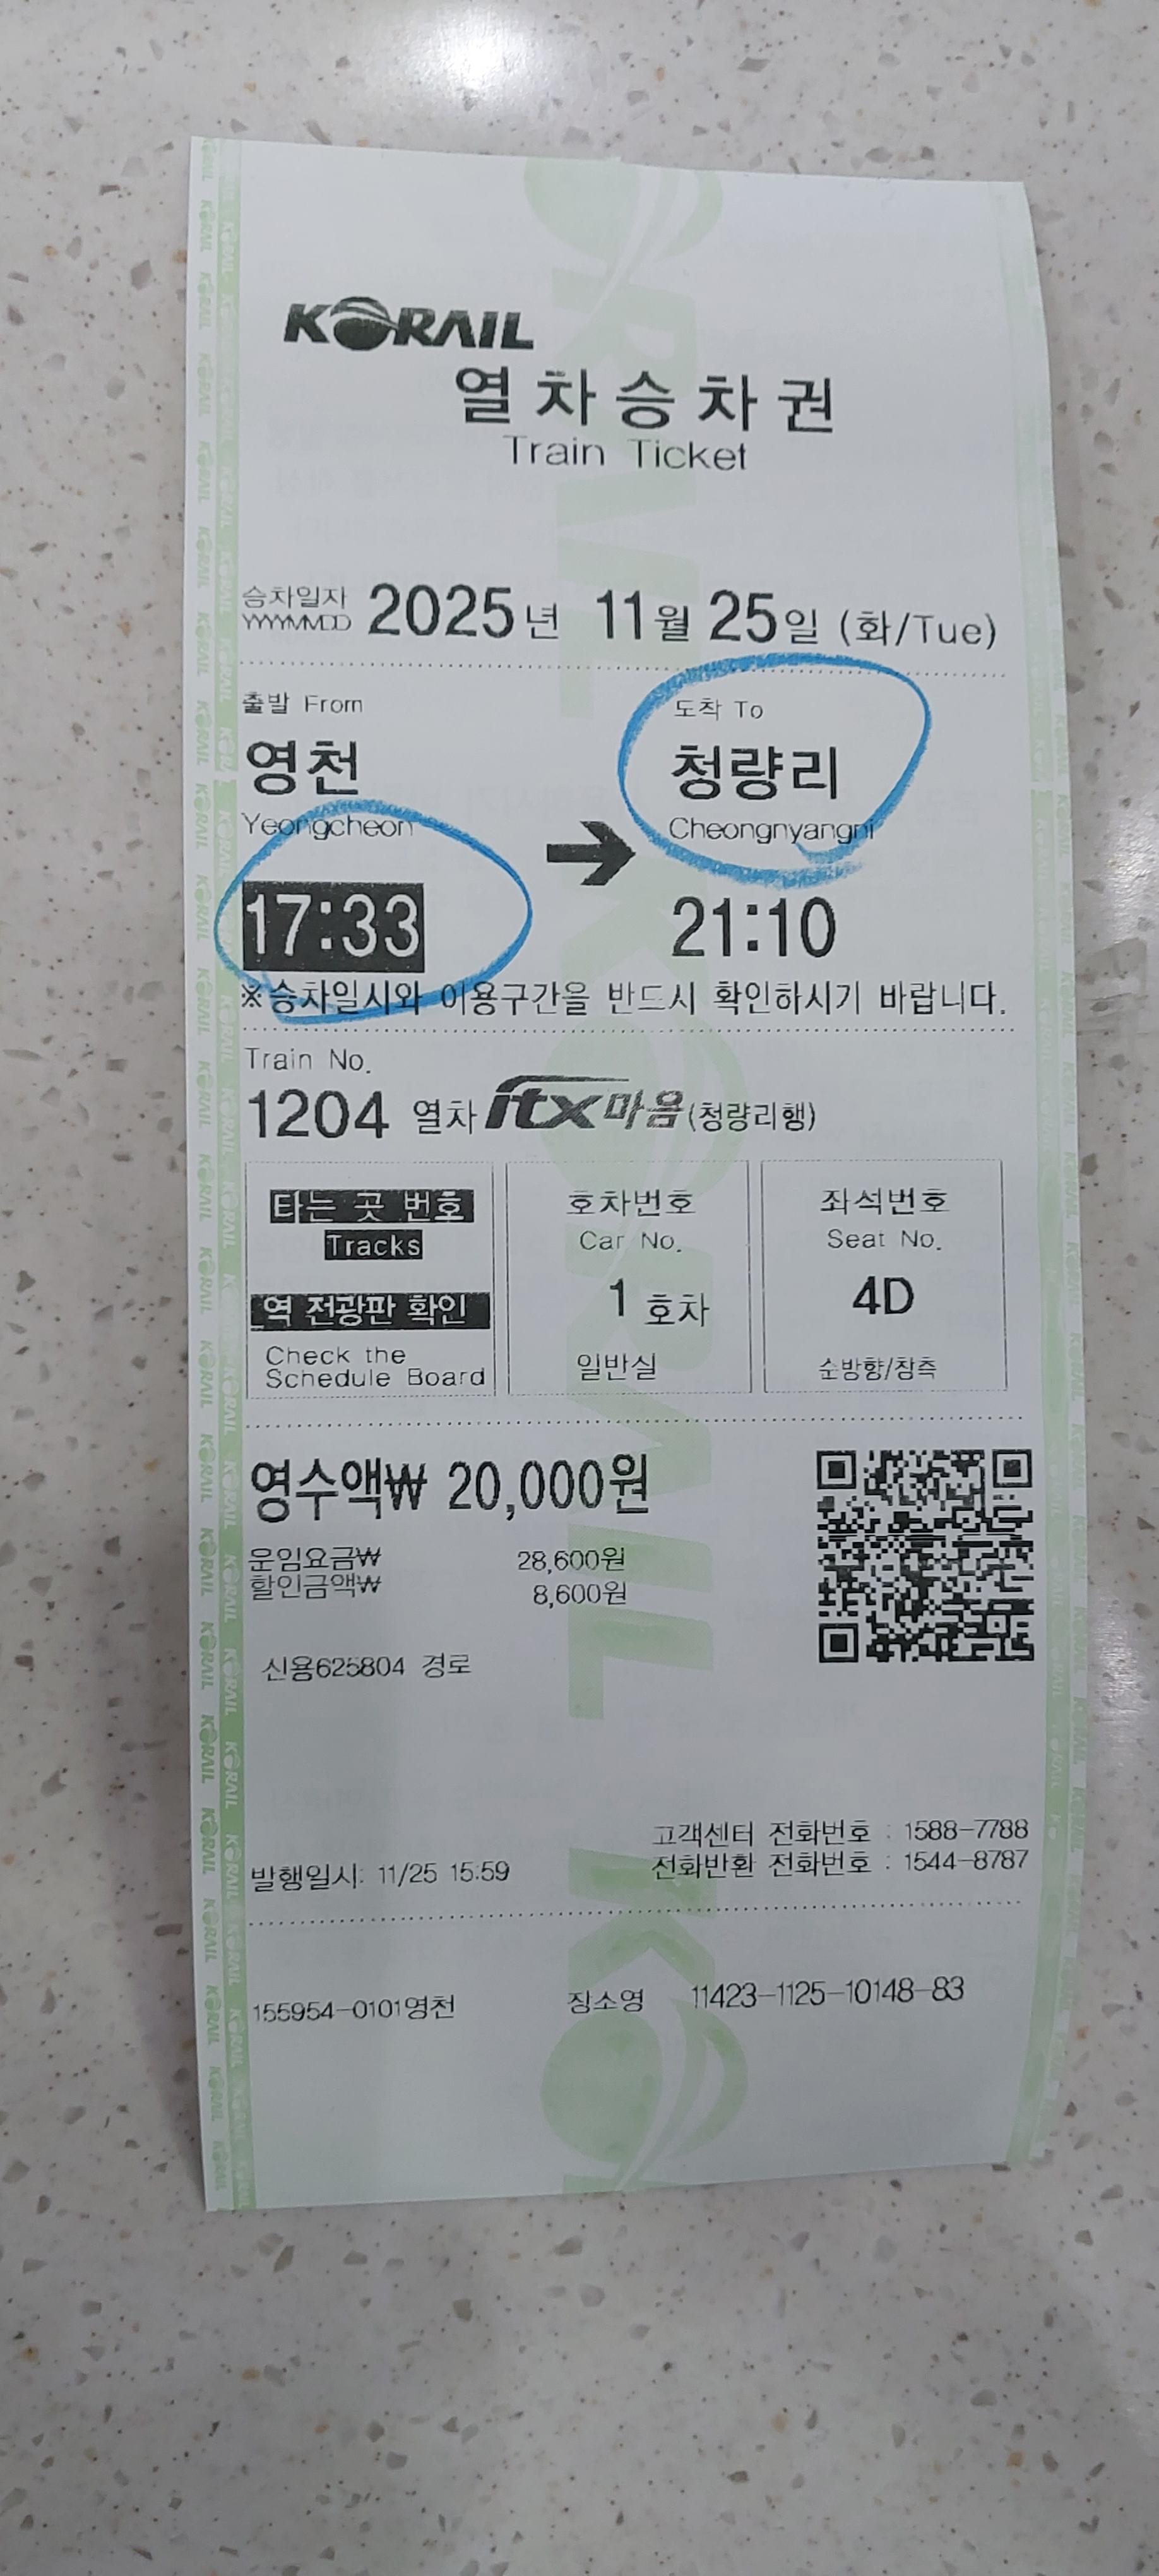 KORAIL
열차승차권
Train Ticket
승차일자 2025년 11월 25일 (화/Tue)
YYYYMMDD
출발 From 도착 To
영천 청량리
Yeongcheon → Cheongnyangni
17:33 21:10
※승차일시와 이용구간을 반드시 확인하시기 바랍니다.
Train No.
1204 열차 itx 마음 (청량리행)
타는 곳 번호 호차번호 좌석번호
Tracks Car No. Seat No.
역 전광판 확인 1 호차 4D
Check the
Schedule Board 일반실 순방향/창측
영수액₩ 20,000원
운임요금₩ 28,600원
할인금액₩ 8,600원
신용625804 경로
고객센터 전화번호 : 1588-7788
발행일시: 11/25 15:59 전화반환 전화번호 : 1544-8787
155954-0101영천 장소영 11423-1125-10148-83